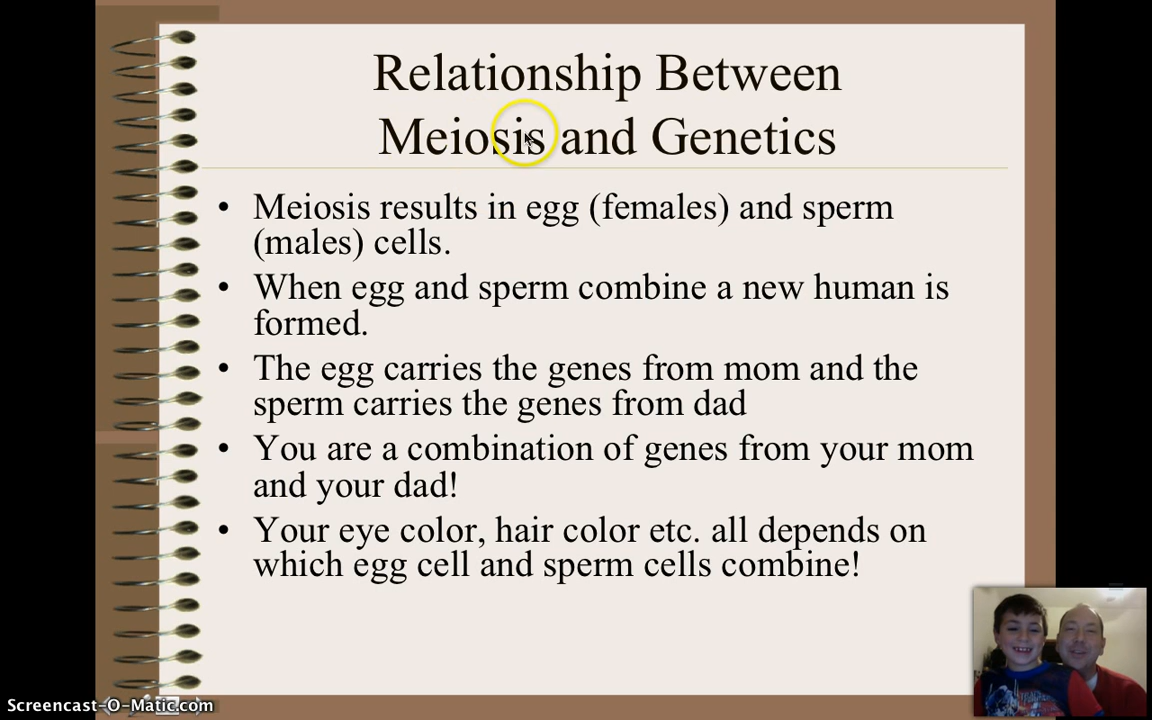 Relationship Between
Meiosis and Genetics
• Meiosis results in egg (females) and sperm
(males) cells.
• When egg and sperm combine a new human is
formed.
• The egg carries the genes from mom and the
sperm carries the genes from dad
• You are a combination of genes from your mom
and your dad!
• Your eye color, hair color etc. all depends on
which egg cell and sperm cells combine!
Screencast-O-Matic.com